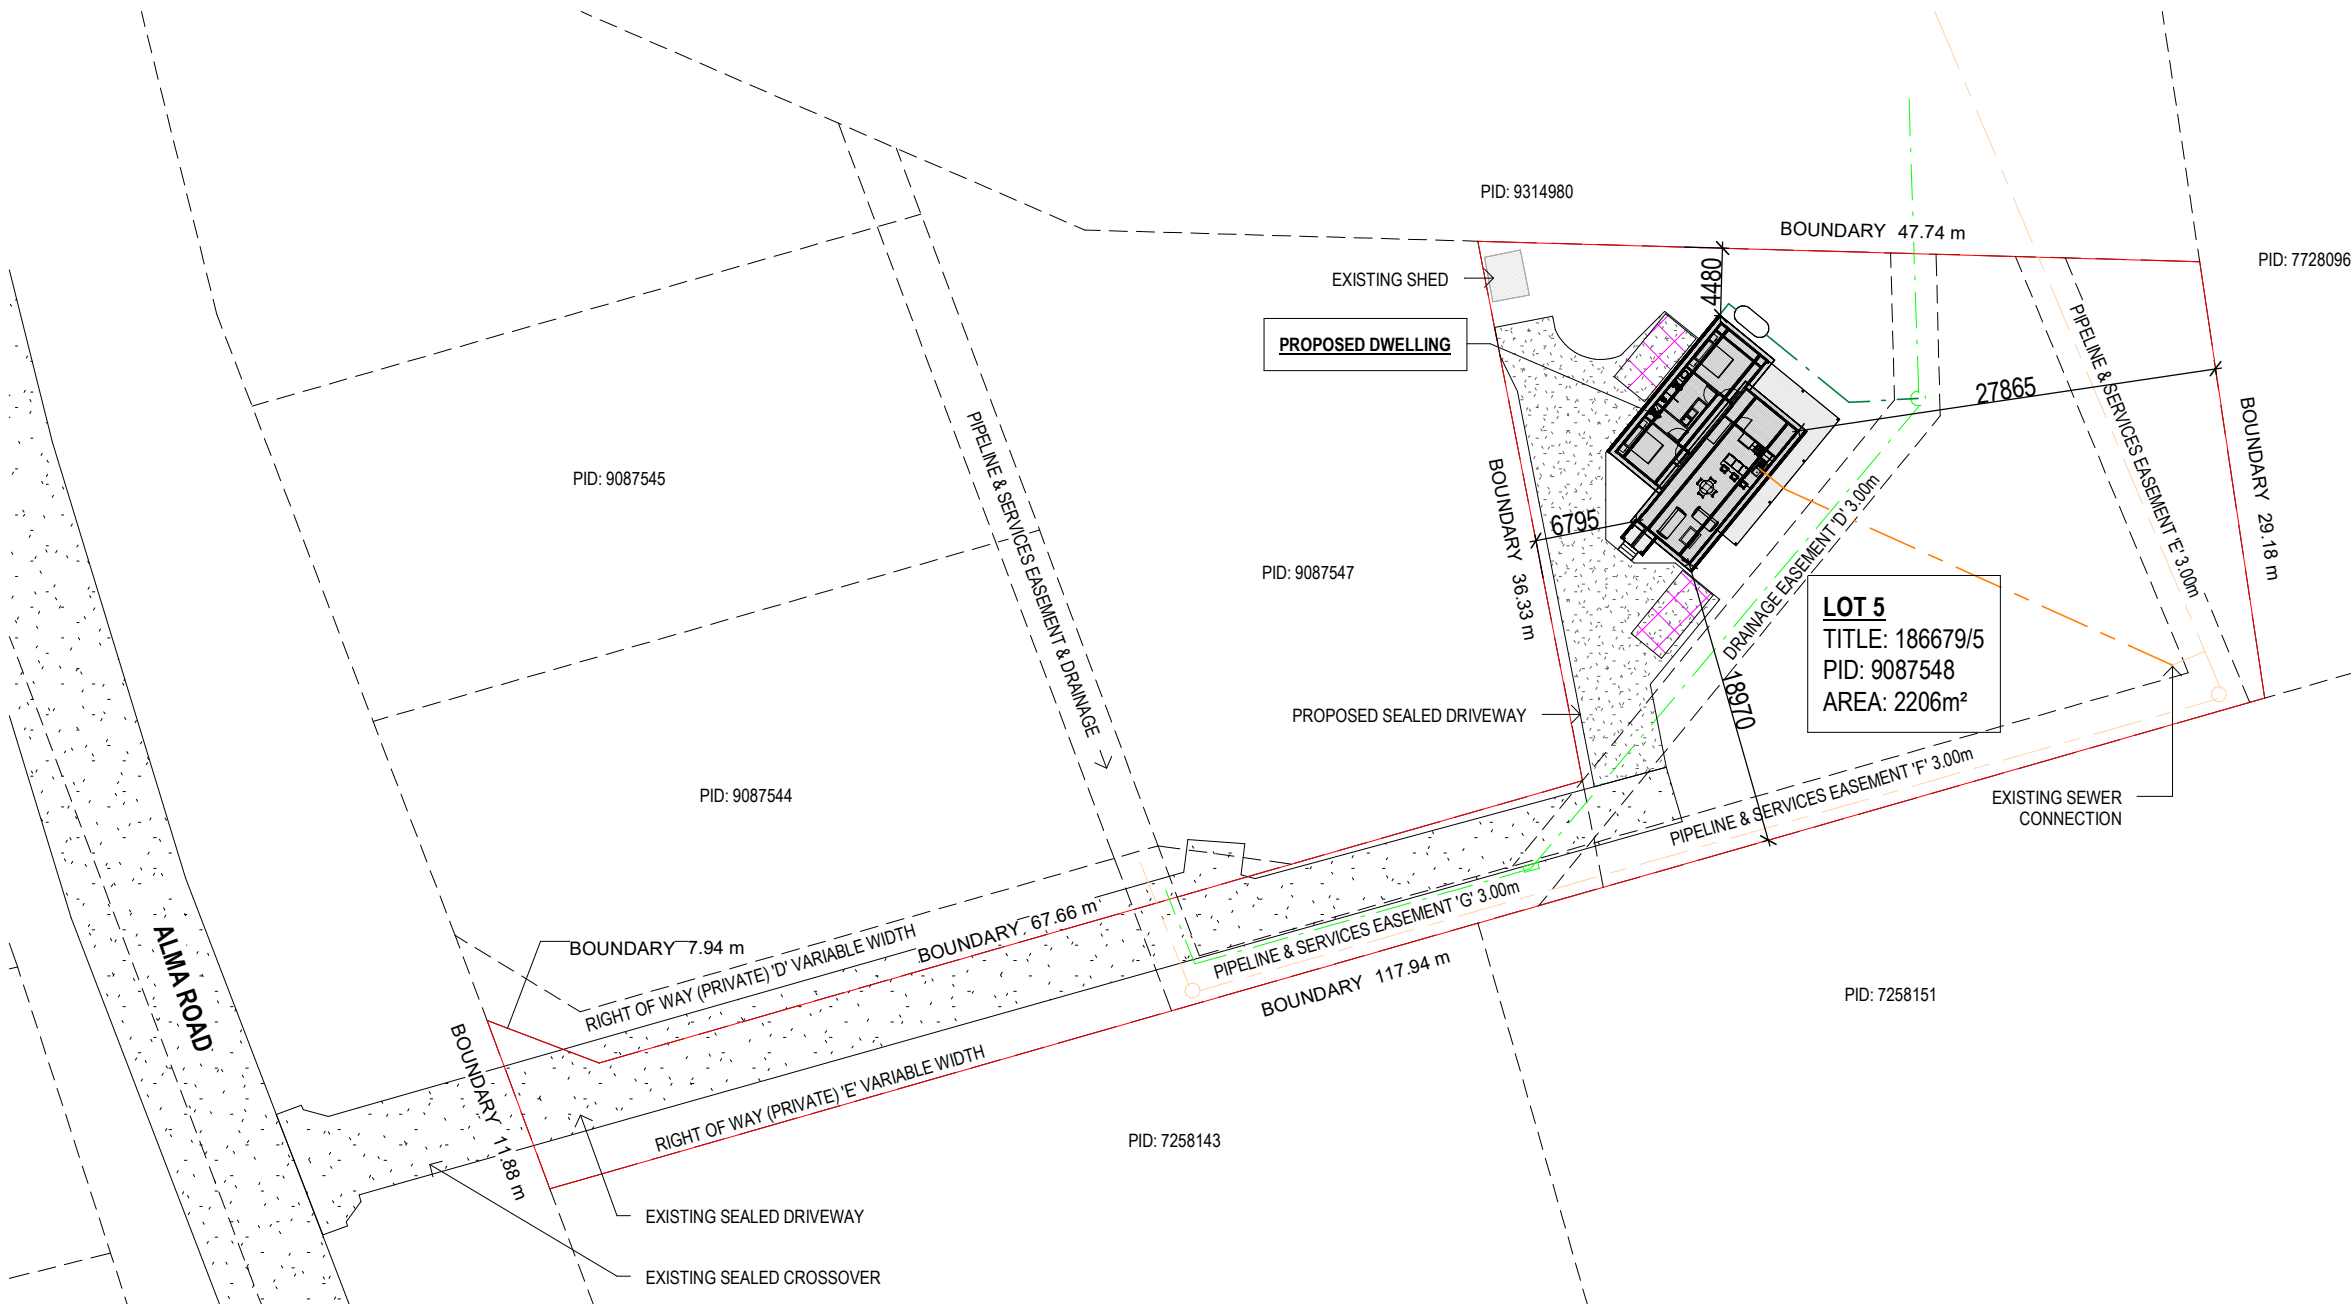 PID: 9314980
BOUNDARY 47.74 m
PID: 7728096
EXISTING SHED
4480
PROPOSED DWELLING
PIPELINE & SERVICES EASEMENT 'E' 3.00m
27865
BOUNDARY 29.18 m
PIPELINE & SERVICES EASEMENT & DRAINAGE
PID: 9087545
BOUNDARY 36.33 m
6795
DRAINAGE EASEMENT 'D' 3.00m
PID: 9087547
LOT 5
TITLE: 186679/5
PID: 9087548
AREA: 2206m²
18970
PROPOSED SEALED DRIVEWAY
PID: 9087544
PIPELINE & SERVICES EASEMENT 'F' 3.00m
EXISTING SEWER
CONNECTION
ALMA ROAD
BOUNDARY 7.94 m
BOUNDARY 67.66 m
RIGHT OF WAY (PRIVATE) 'D' VARIABLE WIDTH
PIPELINE & SERVICES EASEMENT 'G' 3.00m
BOUNDARY 117.94 m
PID: 7258151
BOUNDARY 11.88 m
RIGHT OF WAY (PRIVATE) 'E' VARIABLE WIDTH
PID: 7258143
EXISTING SEALED DRIVEWAY
EXISTING SEALED CROSSOVER